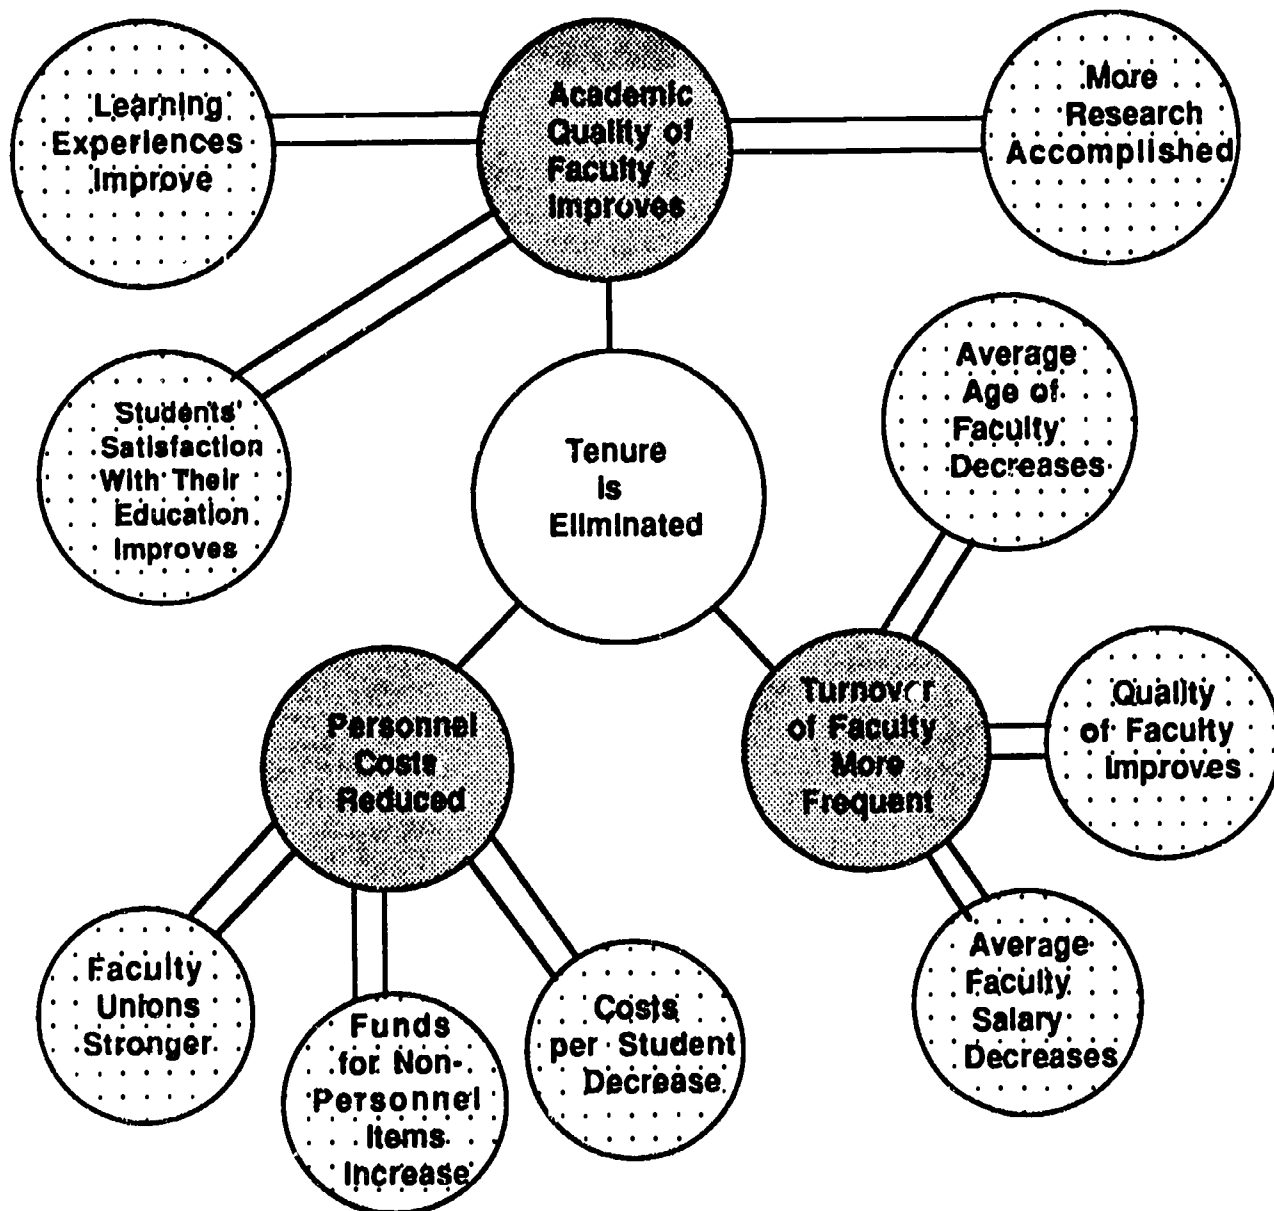 Learning
Experiences
Improve
Academic
Quality of
Faculty
Improves
More
Research
Accomplished
Students'
Satisfaction
With Their
Education
Improves
Tenure
is
Eliminated
Average
Age of
Faculty
Decreases
Personnel
Costs
Reduced
Turnover
of Faculty
More
Frequent
Quality
of Faculty
Improves
Faculty
Unions
Stronger
Funds
for Non-
Personnel
Items
Increase
Costs
per Student
Decrease
Average
Faculty
Salary
Decreases